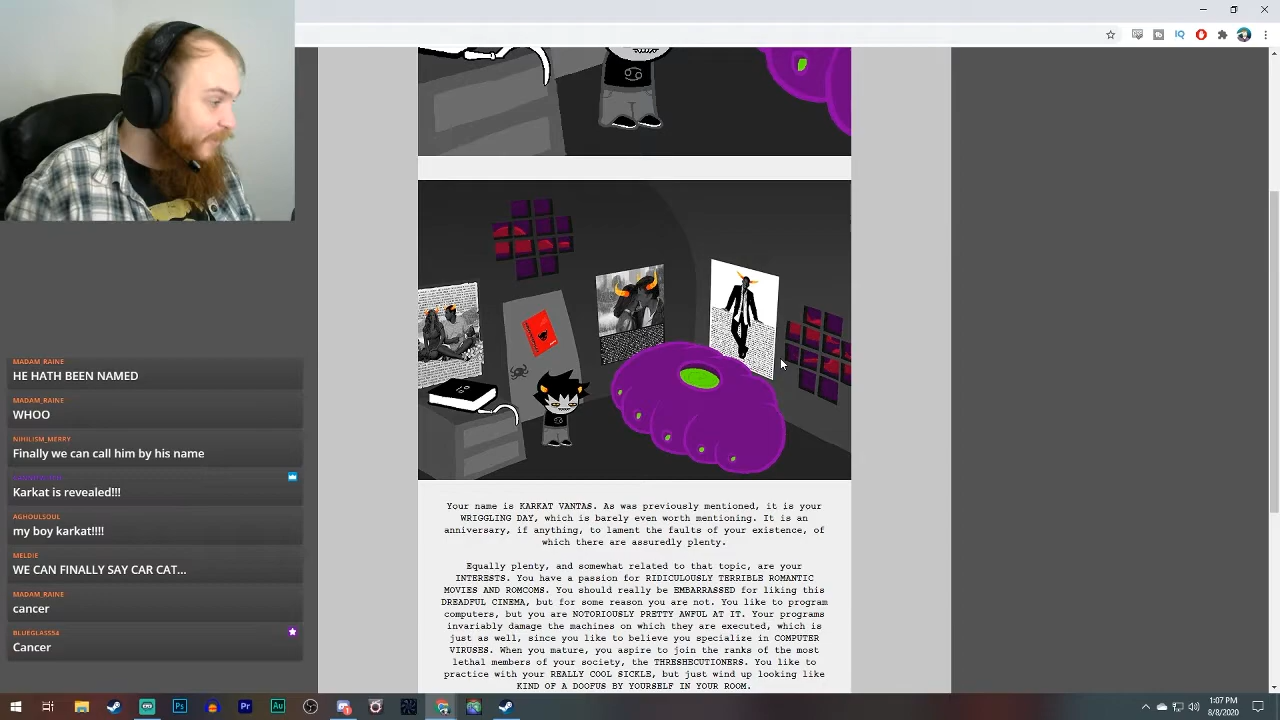 MADAM_RAINE
HE HATH BEEN NAMED
MADAM_RAINE
WHOO
NIHILISM_MERRY
Finally we can call him by his name
Karkat is revealed!!!
AGHOULSOUL
my boy karkat!!!!
MELDIE
WE CAN FINALLY SAY CAR CAT...
MADAM_RAINE
cancer
BLUEGLASS54
Cancer
Your name is KARKAT VANTAS. As was previously mentioned, it is your
WRIGGLING DAY, which is barely even worth mentioning. It is an
anniversary, if anything, to lament the faults of your existence, of
which there are assuredly plenty.
Equally plenty, and somewhat related to that topic, are your
INTERESTS. You have a passion for RIDICULOUSLY TERRIBLE ROMANTIC
MOVIES AND ROMCOMS. You should really be EMBARRASSED for liking this
DREADFUL CINEMA, but for some reason you are not. You like to program
computers, but you are NOTORIOUSLY PRETTY AWFUL AT IT. Your programs
invariably damage the machines on which they are executed, which is
just as well, since you like to believe you specialize in COMPUTER
VIRUSES. When you mature, you aspire to join the ranks of the most
lethal members of your society, the THRESHECUTIONERS. You like to
practice with your REALLY COOL SICKLE, but just wind up looking like
KIND OF A DOOFUS BY YOURSELF IN YOUR ROOM.
IQ
Ps
Pr
Au
1:07 PM
8/8/2020